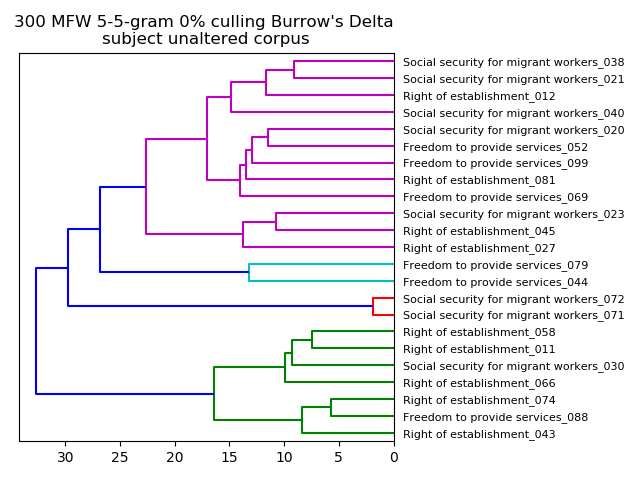 300 MFW 5-5-gram 0% culling Burrow's Delta
subject unaltered corpus
Social security for migrant workers_038
Social security for migrant workers_021
Right of establishment_012
Social security for migrant workers_040
Social security for migrant workers_020
Freedom to provide services_052
Freedom to provide services_099
Right of establishment_081
Freedom to provide services_069
Social security for migrant workers_023
Right of establishment_045
Right of establishment_027
Freedom to provide services_079
Freedom to provide services_044
Social security for migrant workers_072
Social security for migrant workers_071
Right of establishment_058
Right of establishment_011
Social security for migrant workers_030
Right of establishment_066
Right of establishment_074
Freedom to provide services_088
Right of establishment_043
30 25 20 15 10 5 0